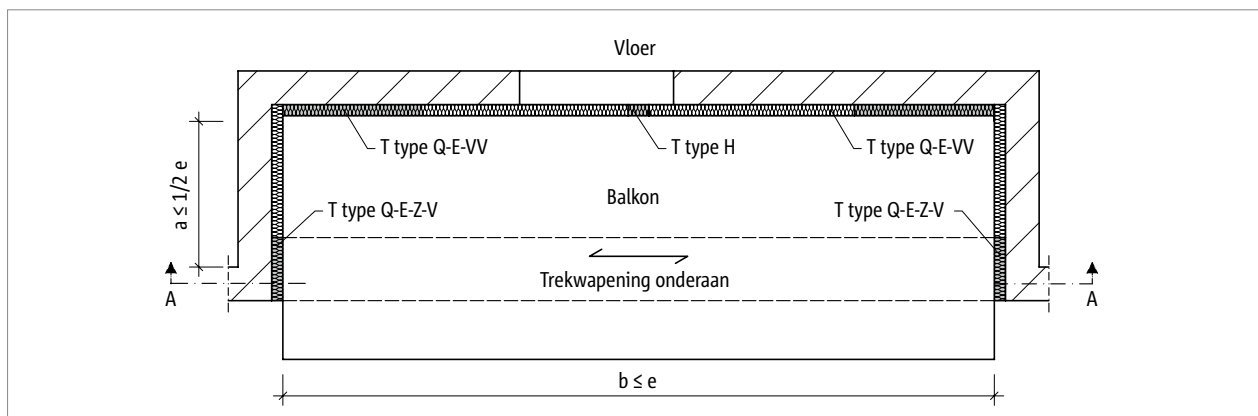 Vloer
T type Q-E-VV
T type H
T type Q-E-VV
a ≤ 1/2 e
Balkon
T type Q-E-Z-V
T type Q-E-Z-V
Trekwapening onderaan
A
A
b ≤ e